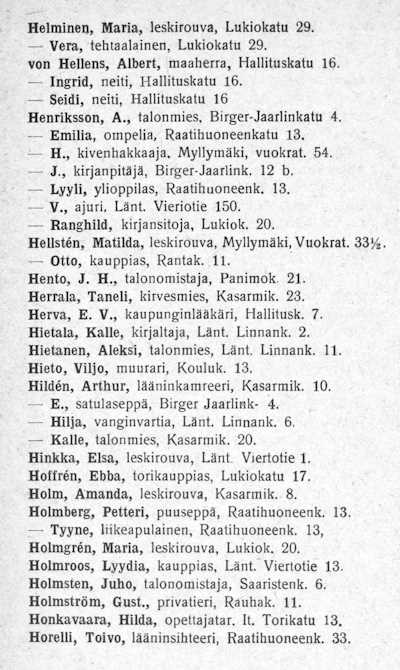 Helminen, Maria, leskirouva, Lukiokatu 29.
— Vera, tehtaalainen, Lukiokatu 29.
von Hellens, Albert, maaherra, Hallituskatu 16.
— Ingrid, neiti, Hallituskatu 16.
— Seidi, neiti, Hallituskatu 16
Henriksson, A., talonmies, Birger-Jaarlinkatu 4.
— Emilia, ompelia, Raatihuoneenkatu 13.
— H., kivenhakkaaja, Myllymäki, vuokrat. 54.
— J., kirjanpitäjä, Birger-Jaarlink. 12 b.
— Lyyli, ylioppilas, Raatihuoneenk. 13.
— V., ajuri, Länt. Vieriotie 150.
— Ranghild, kirjansitoja, Lukiok. 20.
Hellstén, Matilda, leskirouva, Myllymäki, Vuokrat. 33½.
— Otto, kauppias, Rantak. 11.
Hento, J. H., talonomistaja, Panimok. 21.
Herrala, Taneli, kirvesmies, Kasarmik. 23.
Herva, E. V., kaupunginlääkäri, Hallitusk. 7.
Hietala, Kalle, kirjaltaja, Länt. Linnank. 2.
Hietanen, Aleksi, talonmies, Länt. Linnank. 11.
Hieto, Viljo, muurari, Kouluk. 13.
Hildén, Arthur, lääninkamreeri, Kasarmik. 10.
— E., satulaseppä, Birger Jaarlink- 4.
— Hilja, vanginvartia, Länt. Linnank. 6.
— Kalle, talonmies, Kasarmik. 20.
Hinkka, Elsa, leskirouva, Länt. Viertotie 1.
Hoffrén, Ebba, torikauppias, Lukiokatu 17.
Holm, Amanda, leskirouva, Kasarmik. 8.
Holmberg, Petteri, puuseppä, Raatihuoneenk. 13.
— Tyyne, liikeapulainen, Raatihuoneenk. 13,
Holmgrén, Maria, leskirouva, Lukiok. 20.
Holmroos, Lyydia, kauppias, Länt. Viertotie 13.
Holmsten, Juho, talonomistaja, Saaristenk. 6.
Holmström, Gust., privatieri, Rauhak. 11.
Honkavaara, Hilda, opettajatar. It. Torikatu 13.
Horelli, Toivo, lääninsihteeri, Raatihuoneenk. 33.